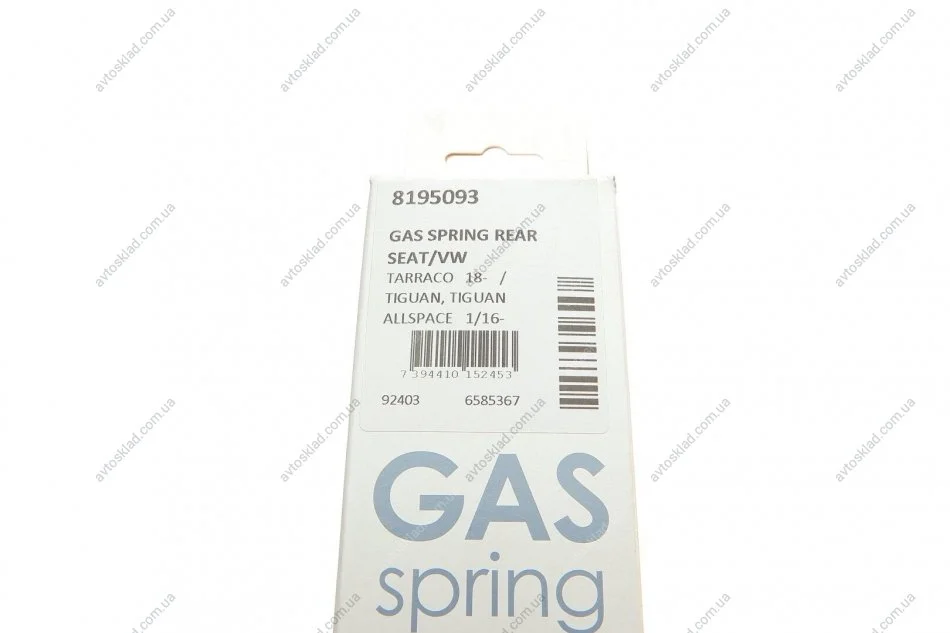 8195093
GAS SPRING REAR
SEAT/VW
TARRACO 18- /
TIGUAN, TIGUAN
ALLSPACE 1/16-
7 394410 152453
92403 6585367
GAS
spring
avtosklad.com.ua